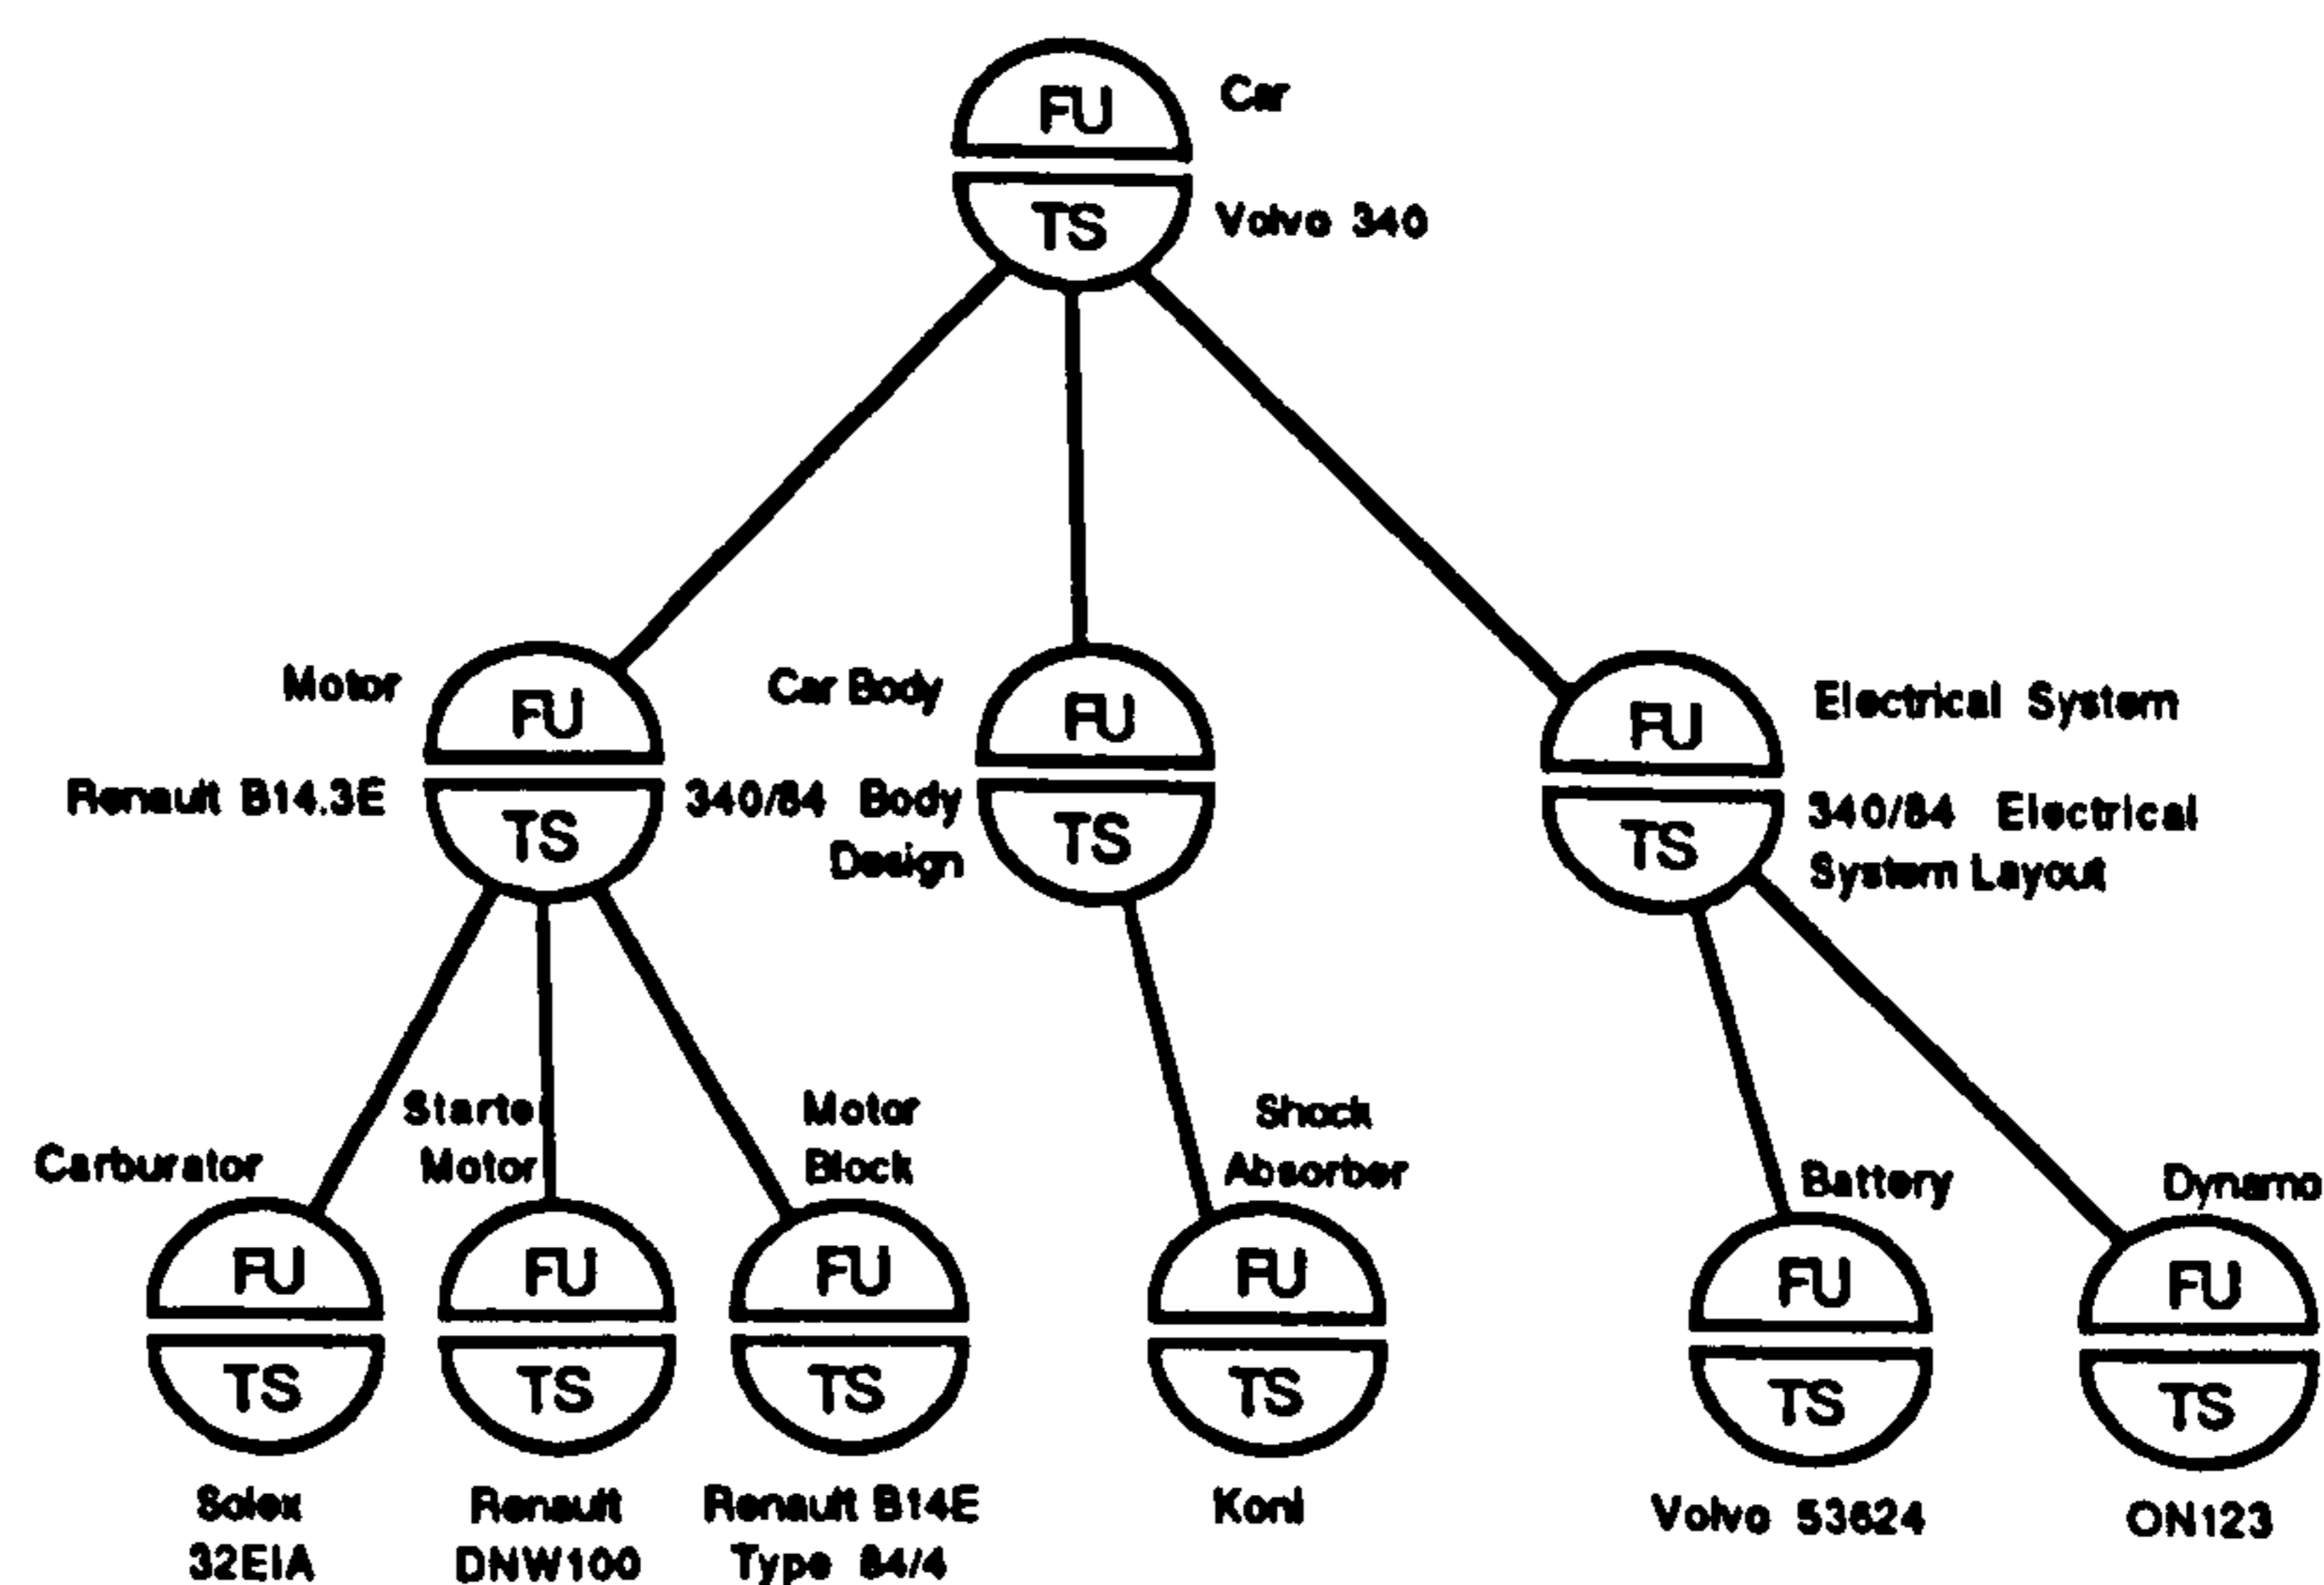 FU
Car
TS
Volvo 340
Motor
FU
Renault B14.3E
TS
Car Body
FU
340/84 Body
Design
TS
FU
Electrical System
TS
340/84 Electrical
System Layout
Carburator
FU
TS
Solex
32EIA
Starter
Motor
FU
TS
Renault
DNW100
Motor
Block
FU
TS
Renault B14E
Type 84/4
Shock
Absorber
FU
TS
Koni
Battery
FU
TS
Volvo 53624
Dynamo
FU
TS
ON123